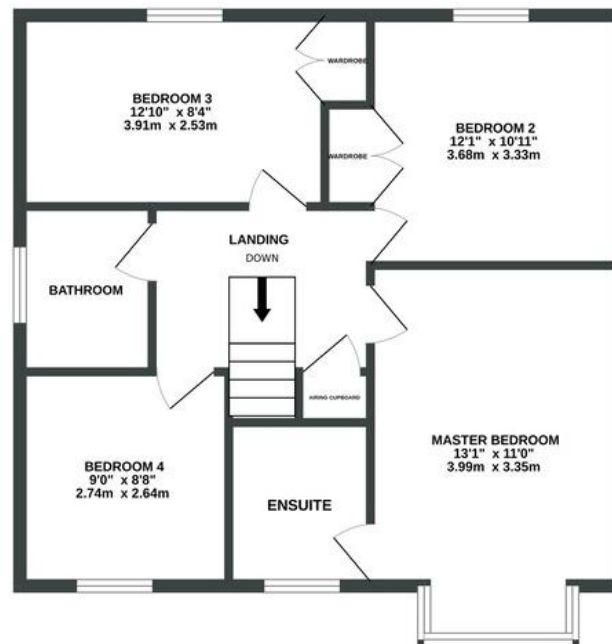 WARDROBE
BEDROOM 3
12'10" x 8'4"
3.91m x 2.53m
BEDROOM 2
12'1" x 10'11"
3.68m x 3.33m
WARDROBE
LANDING
DOWN
BATHROOM
AIRING CUPBOARD
MASTER BEDROOM
13'1" x 11'0"
3.99m x 3.35m
BEDROOM 4
9'0" x 8'8"
2.74m x 2.64m
ENSUITE